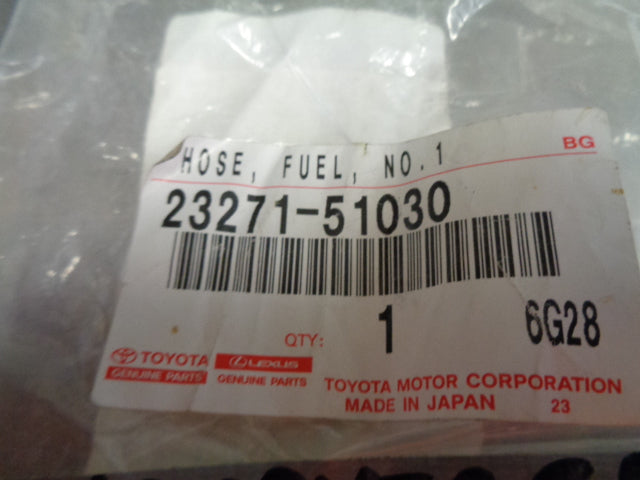 BG
HOSE, FUEL, NO.1
23271-51030
QTY: 1 6G28
TOYOTA LEXUS
GENUINE PARTS GENUINE PARTS
TOYOTA MOTOR CORPORATION
MADE IN JAPAN 23